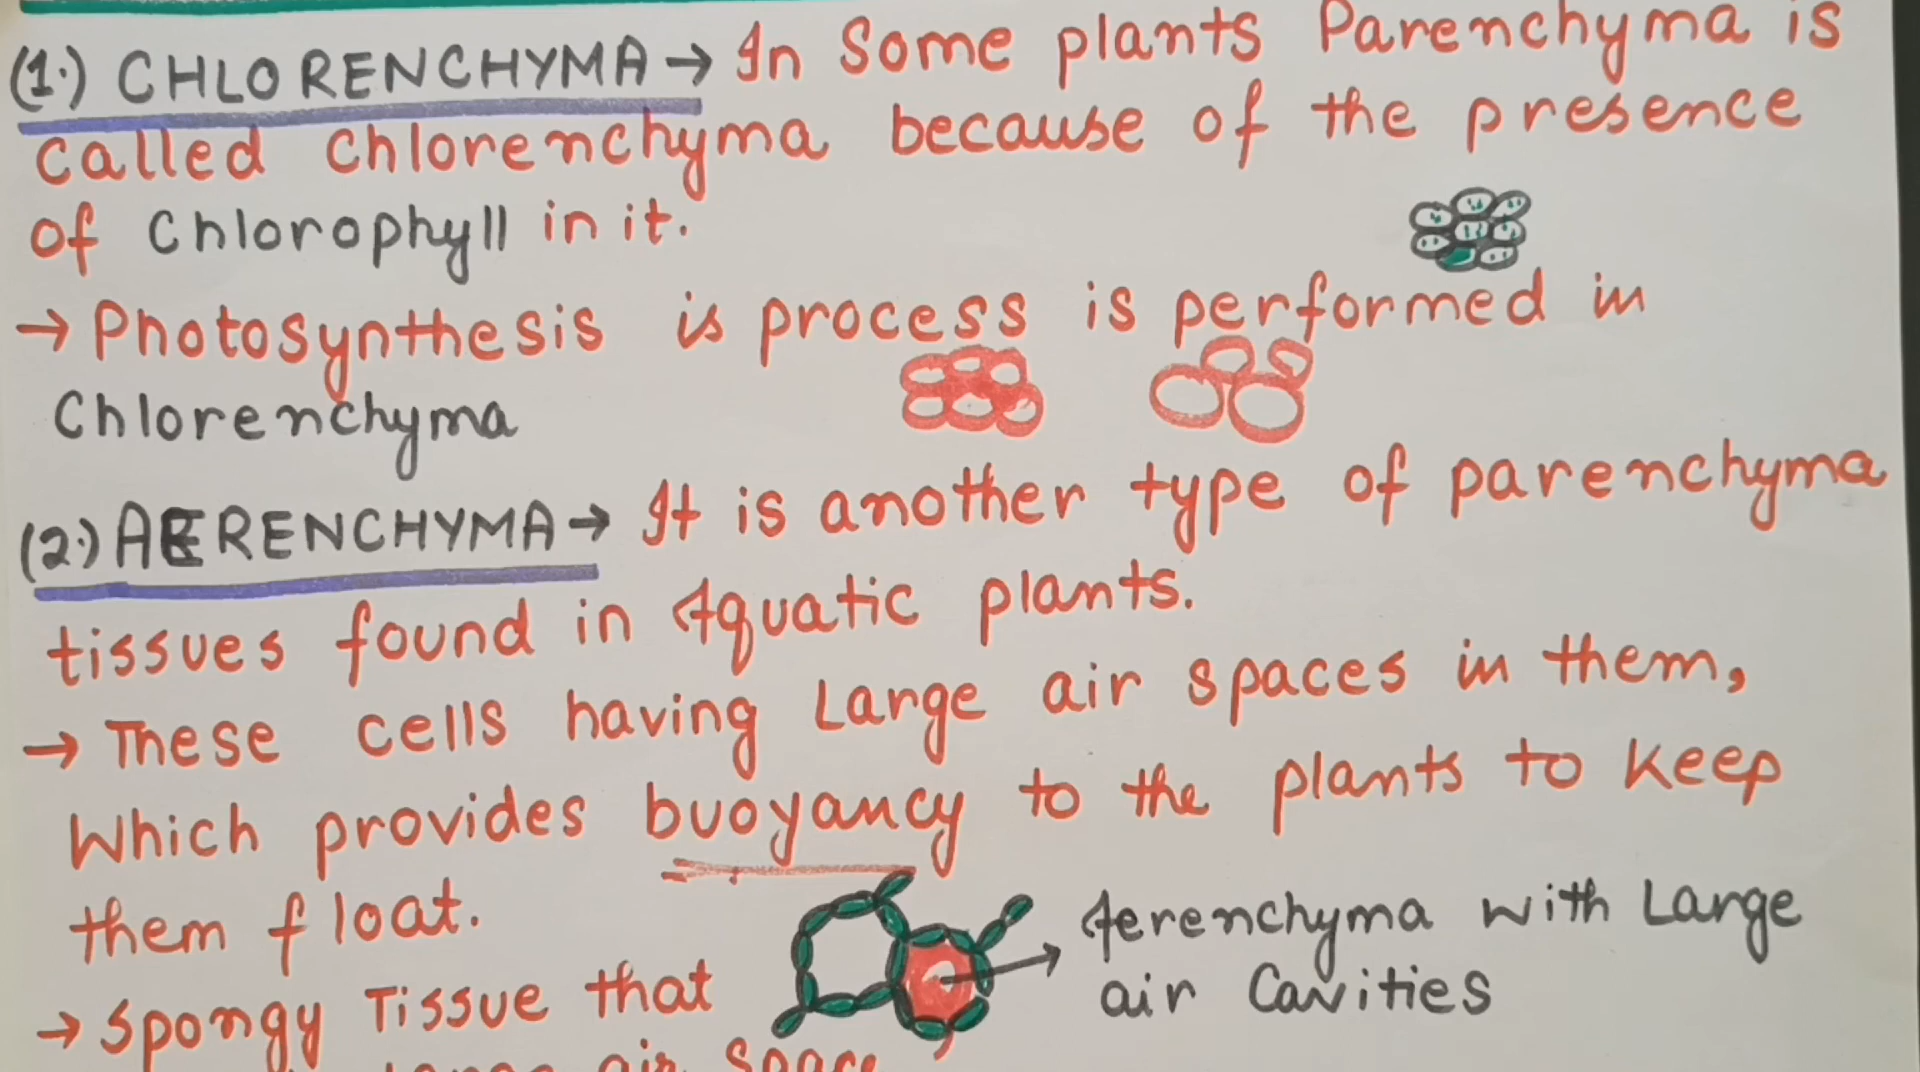 (1.) CHLORENCHYMA → In Some plants Parenchyma is
called chlorenchyma because of the presence
of Chlorophyll in it.
→ Photosynthesis is process is performed in
Chlorenchyma
(2.) AERENCHYMA → It is another type of parenchyma
tissues found in Aquatic plants.
→ These cells having Large air spaces in them,
Which provides buoyancy to the plants to keep
them float.
Aerenchyma with Large
air Cavities
→ Spongy Tissue that
air space